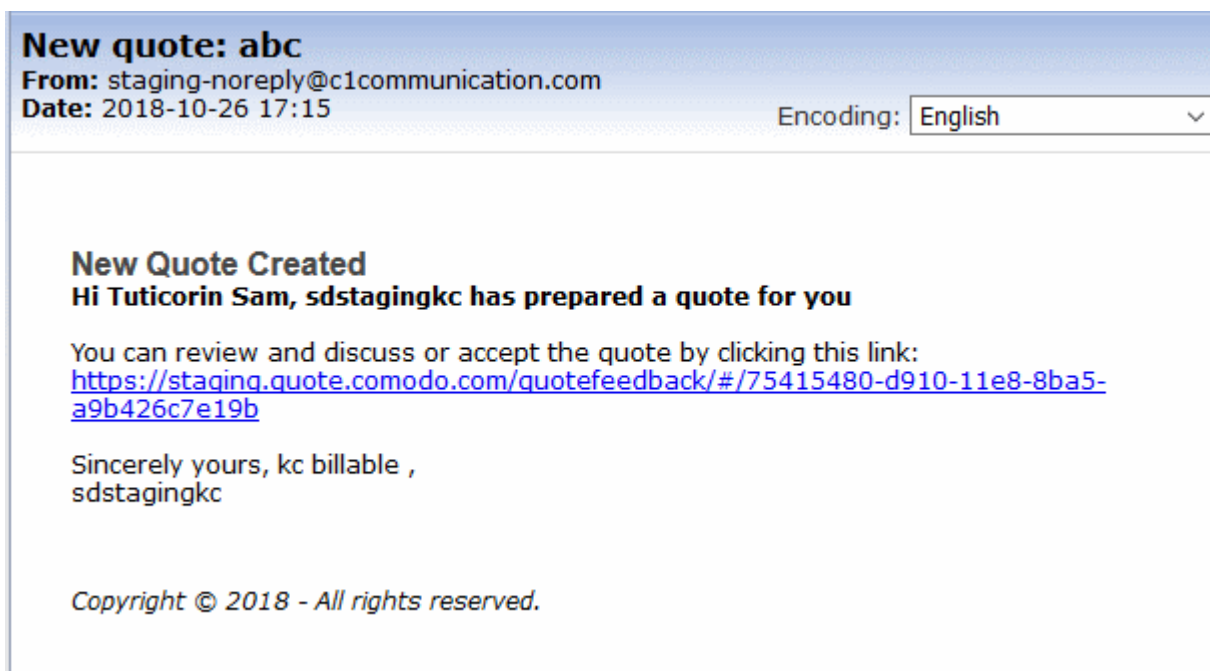 New quote: abc
From: staging-noreply@c1communication.com
Date: 2018-10-26 17:15
Encoding: English
New Quote Created
Hi Tuticorin Sam, sdstagingkc has prepared a quote for you
You can review and discuss or accept the quote by clicking this link:
https://staging.quote.comodo.com/quotefeedback/#/75415480-d910-11e8-8ba5-
a9b426c7e19b
Sincerely yours, kc billable ,
sdstagingkc
Copyright © 2018 - All rights reserved.